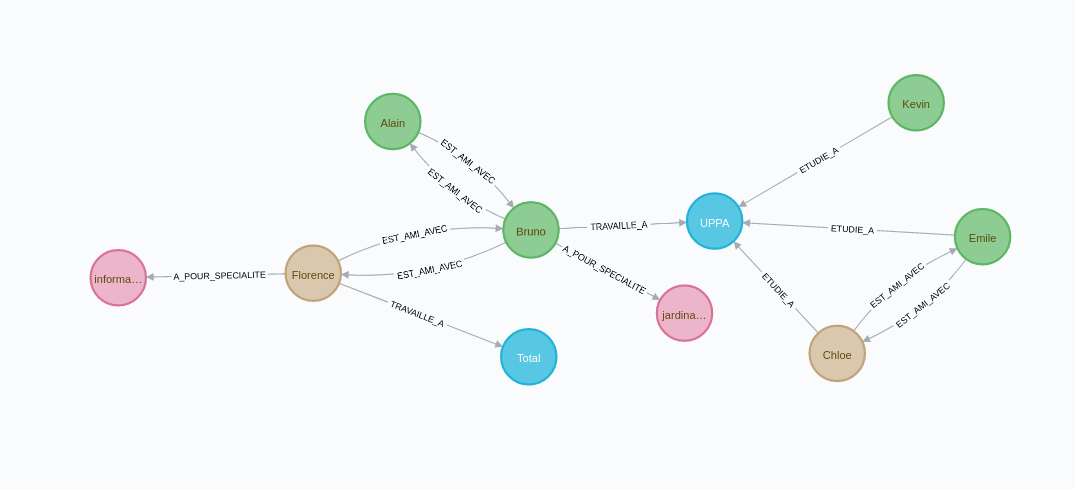 Kevin
Alain
EST_AMI_AVEC
ETUDIE_A
EST_AMI_AVEC
TRAVAILLE_A
UPPA
ETUDIE_A
Bruno
EST_AMI_AVEC
Emile
A_POUR_SPECIALITE
EST_AMI_AVEC
informa…
A_POUR_SPECIALITE
Florence
ETUDIE_A
EST_AMI_AVEC
EST_AMI_AVEC
TRAVAILLE_A
jardina…
Total
Chloe